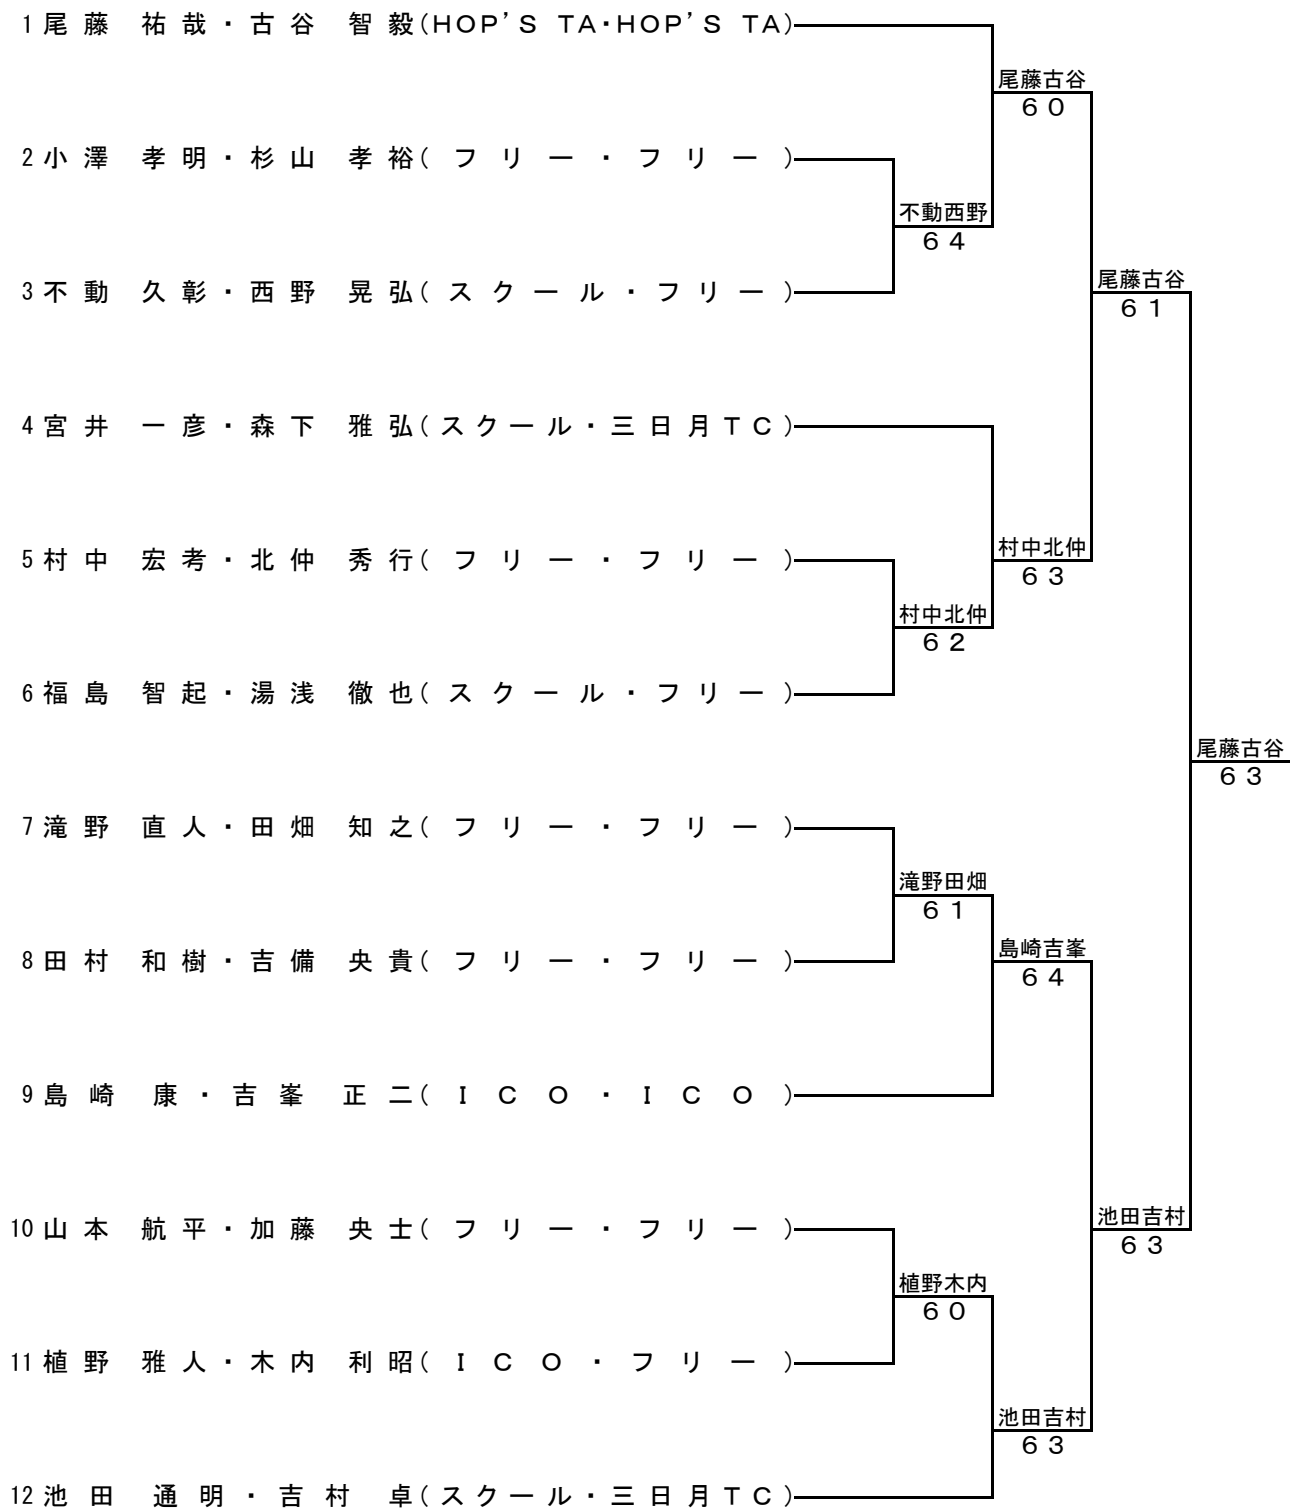 1 尾藤 祐哉・古谷 智毅(HOP'S TA・HOP'S TA)
尾藤古谷
６０
2 小澤 孝明・杉山 孝裕(フリー・フリー)
不動西野
６４
3 不動 久彰・西野 晃弘(スクール・フリー)
尾藤古谷
６１
4 宮井 一彦・森下 雅弘(スクール・三日月ＴＣ)
5 村中 宏考・北仲 秀行(フリー・フリー)
村中北仲
６３
村中北仲
６２
6 福島 智起・湯浅 徹也(スクール・フリー)
尾藤古谷
６３
7 滝野 直人・田畑 知之(フリー・フリー)
滝野田畑
６１
8 田村 和樹・吉備 央貴(フリー・フリー)
島崎吉峯
６４
9 島崎 康・吉峯 正二(ＩＣＯ・ＩＣＯ)
10 山本 航平・加藤 央士(フリー・フリー)
池田吉村
６３
植野木内
６０
11 植野 雅人・木内 利昭(ＩＣＯ・フリー)
池田吉村
６３
12 池田 通明・吉村 卓(スクール・三日月ＴＣ)